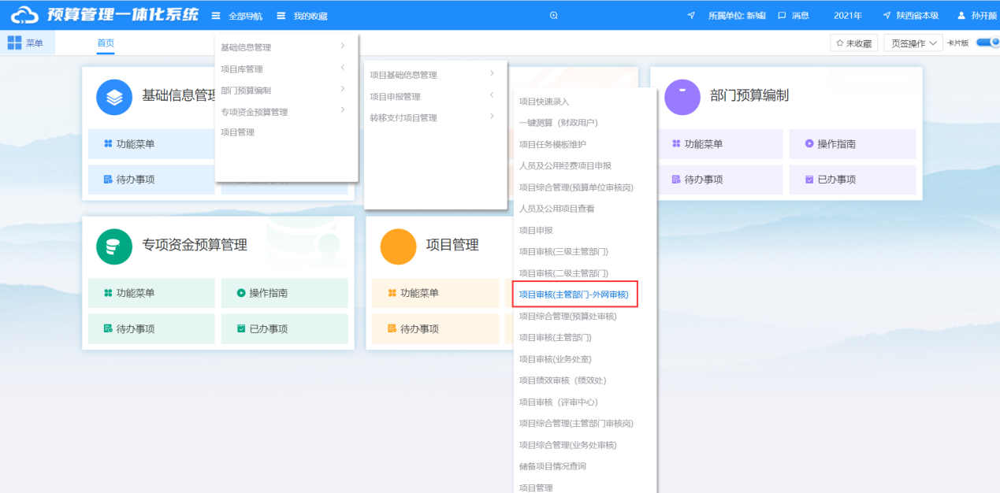 预算管理一体化系统
全部导航
我的收藏
所属单位: 新城
消息
2021年
陕西省本级
孙开颜
菜单
首页
未收藏
页签操作
卡片版
基础信息管理
功能菜单
待办事项
基础信息管理
项目库管理
部门预算编制
专项资金预算管理
项目管理
项目基础信息管理
项目申报管理
转移支付项目管理
项目快速录入
一键测算（财政用户）
项目任务模板维护
人员及公用经费项目申报
项目综合管理(预算单位审核岗)
人员及公用项目查看
项目申报
项目审核(三级主管部门)
项目审核(二级主管部门)
项目审核(主管部门-外网审核)
项目综合管理(预算处审核)
项目审核(主管部门)
项目审核(业务处室)
项目绩效审核（绩效处）
项目审核（评审中心）
项目综合管理(主管部门审核岗)
项目综合管理(业务处审核)
储备项目情况查询
项目管理
部门预算编制
功能菜单
操作指南
待办事项
已办事项
专项资金预算管理
功能菜单
操作指南
待办事项
已办事项
项目管理
功能菜单
待办事项